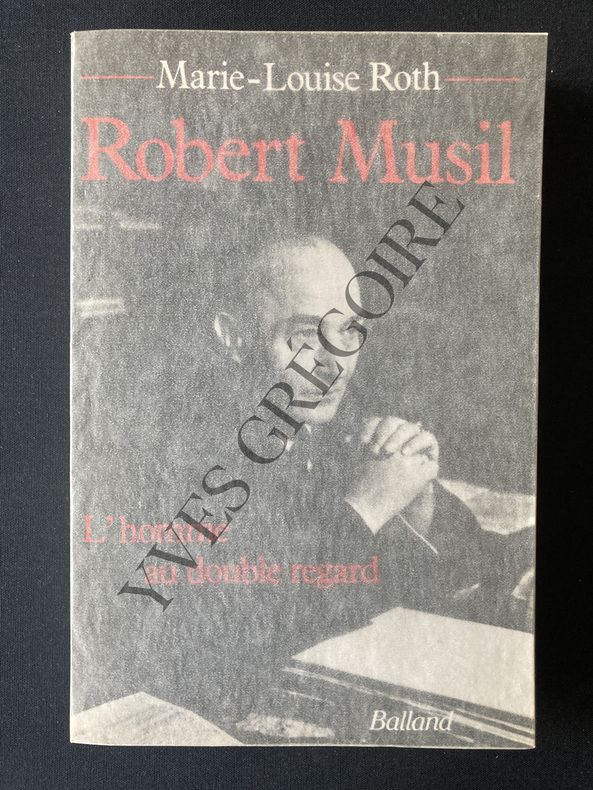 Marie-Louise Roth
Robert Musil
YVES GRÉGOIRE
L'homme
au double regard
Balland